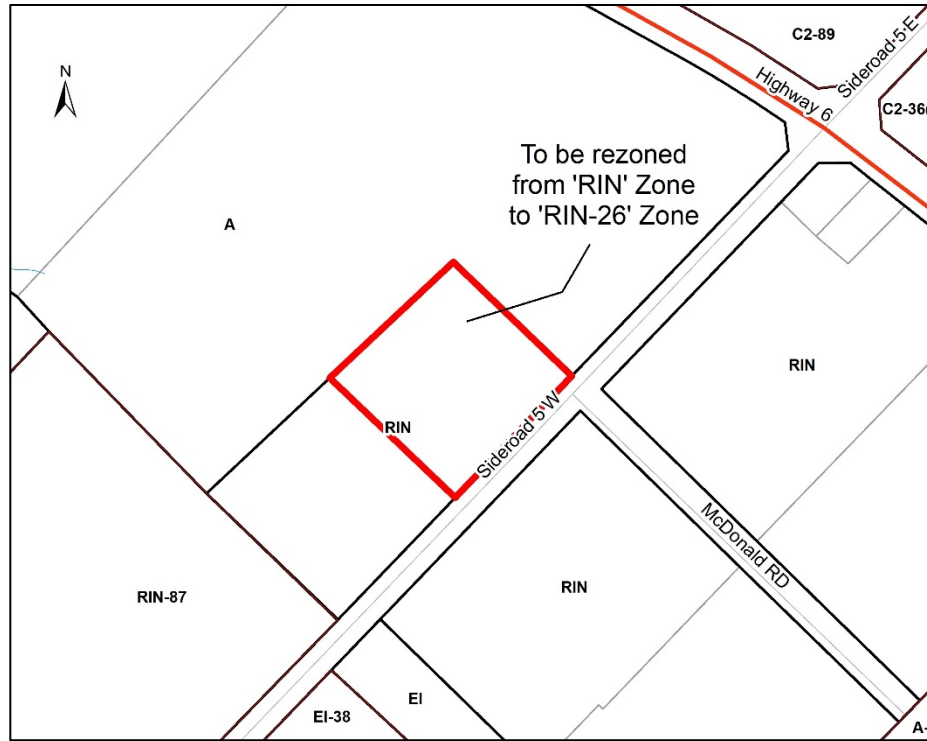 C2-89
Sideroad 5 E
Highway 6
C2-36
N
To be rezoned
from 'RIN' Zone
to 'RIN-26' Zone
A
RIN
RIN
Sideroad 5 W
McDonald RD
RIN
RIN-87
EI
EI-38
A-